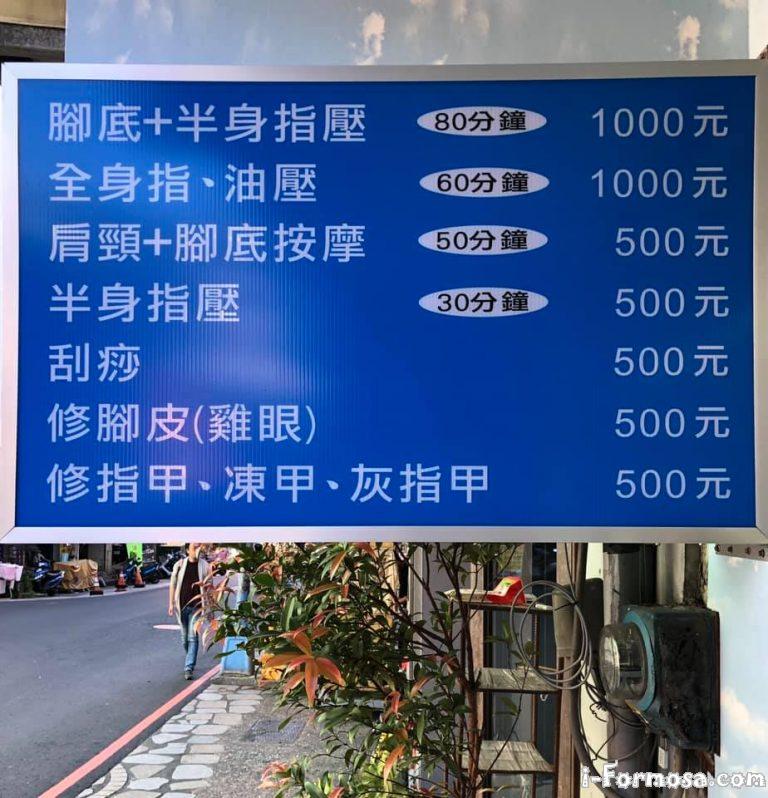 腳底+半身指壓 80分鐘 1000元
全身指、油壓 60分鐘 1000元
肩頸+腳底按摩 50分鐘 500元
半身指壓 30分鐘 500元
刮痧 500元
修腳皮(雞眼) 500元
修指甲、凍甲、灰指甲 500元
i-Formosa.com